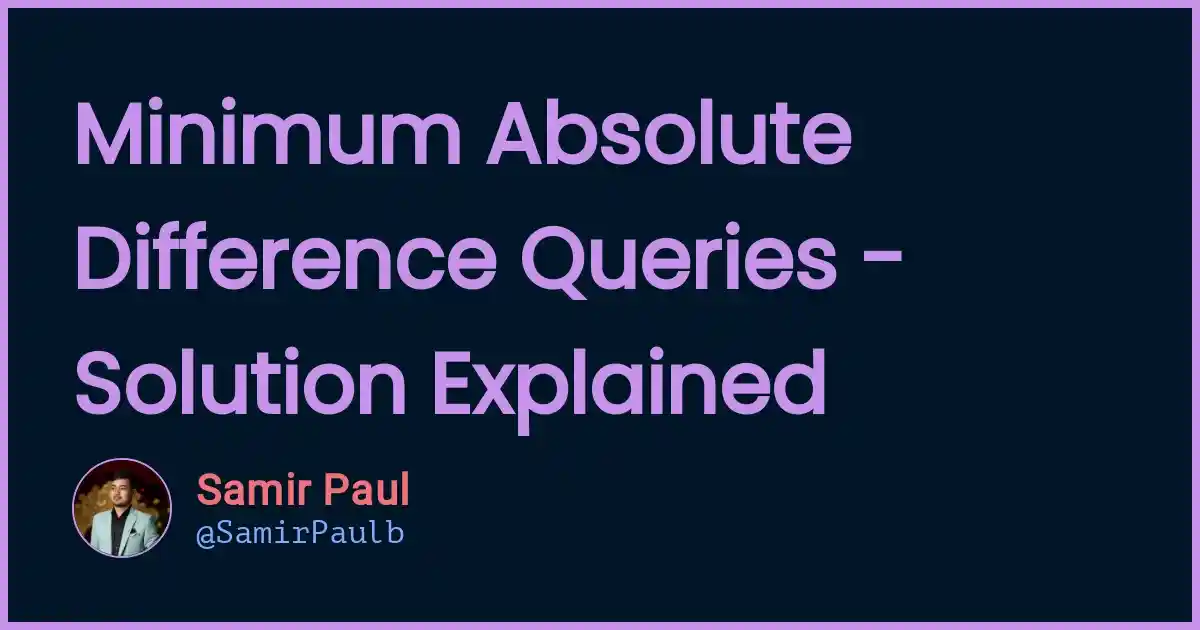 Minimum Absolute
Difference Queries -
Solution Explained
Samir Paul
@SamirPaulb